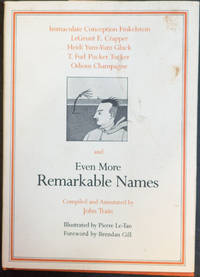 Immaculate Conception Finkelstein
LeGrunt E. Crapper
Heidi Yum-Yum Gluck
T. Fud Pucker Tucker
Odious Champagne
and
Even More
Remarkable Names
Compiled and Annotated by
John Train
Illustrated by Pierre Le-Tan
Foreword by Brendan Gill